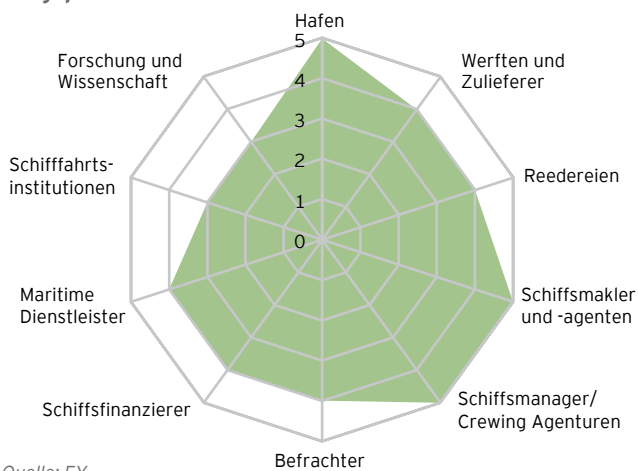 Hafen
5
4
3
2
1
0
Werften und
Zulieferer
Reedereien
Schiffsmakler
und -agenten
Schiffsmanager/
Crewing Agenturen
Befrachter
Schiffsfinanzierer
Maritime
Dienstleister
Schifffahrts-
institutionen
Forschung und
Wissenschaft
Quelle: EY